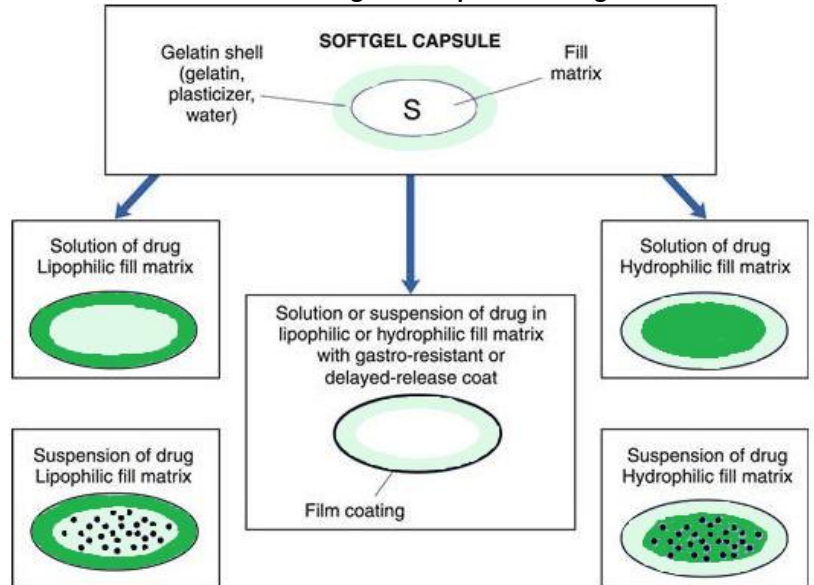 SOFTGEL CAPSULE
Gelatin shell
(gelatin,
plasticizer,
water)
S
Fill
matrix
Solution of drug
Lipophilic fill matrix
Solution or suspension of drug in
lipophilic or hydrophilic fill matrix
with gastro-resistant or
delayed-release coat
Film coating
Solution of drug
Hydrophilic fill matrix
Suspension of drug
Lipophilic fill matrix
Suspension of drug
Hydrophilic fill matrix